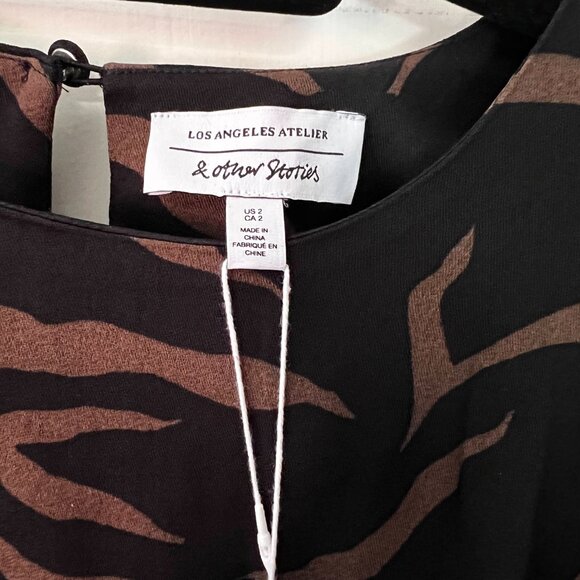 LOS ANGELES ATELIER
& other Stories
US 2
CA 2
MADE IN
CHINA
FABRIQUÉ EN
CHINE